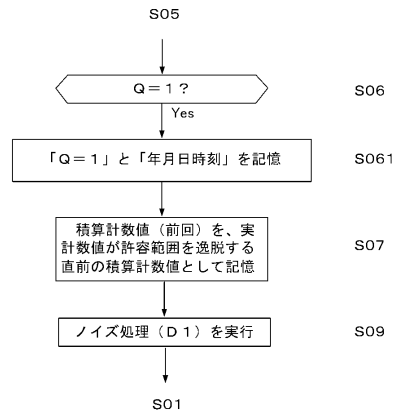 S05
Q＝1？
S06
Yes
「Q＝1」と「年月日時刻」を記憶
S061
積算計数値（前回）を、実
計数値が許容範囲を逸脱する
直前の積算計数値として記憶
S07
ノイズ処理（D1）を実行
S09
S01